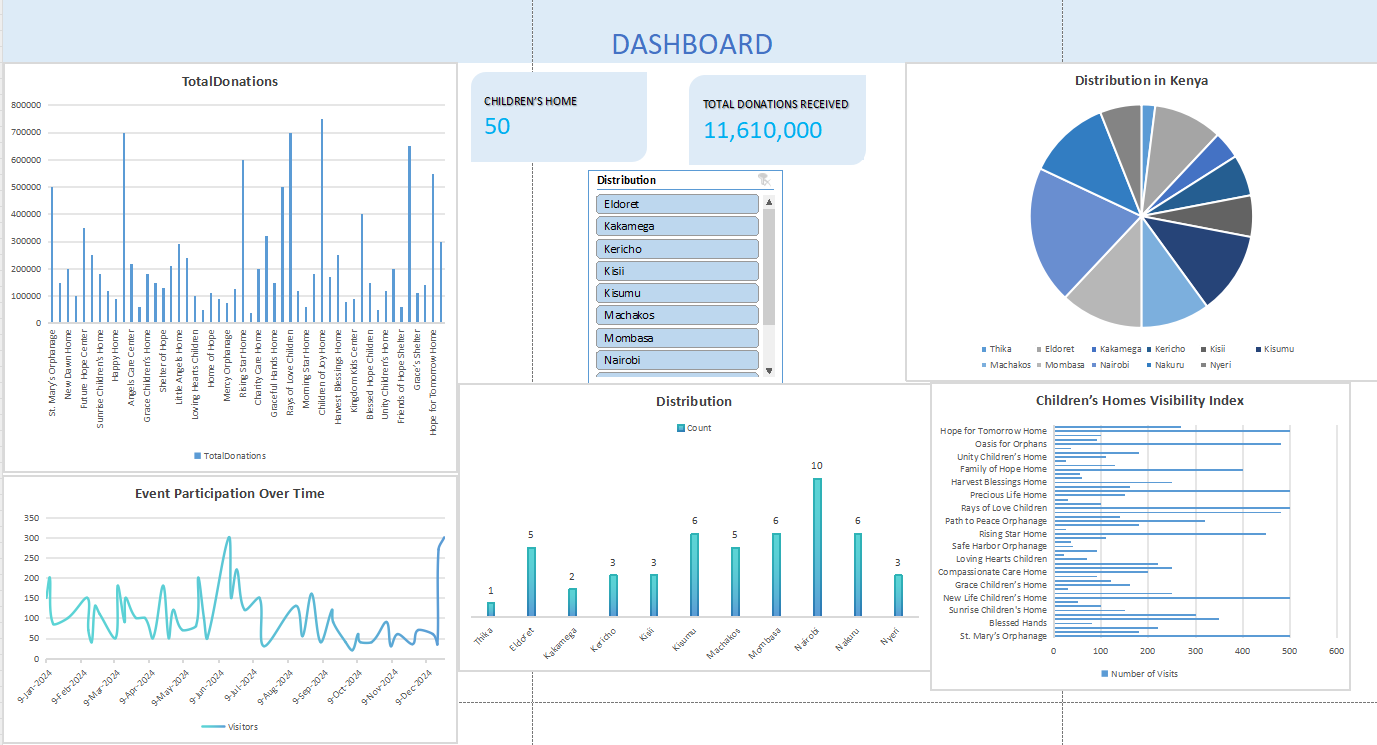 DASHBOARD
TotalDonations
800000
700000
600000
500000
400000
300000
200000
100000
0
St. Mary's Orphanage
New Dawn Home
Future Hope Center
Sunrise Children's Home
Happy Home
Angels Care Center
Grace Children's Home
Shelter of Hope
Little Angels Home
Loving Hearts Children
Home of Hope
Mercy Orphanage
Rising Star Home
Charity Care Home
Graceful Hands Home
Rays of Love Children
Morning Star Home
Children of Joy Home
Harvest Blessings Home
Kingdom Kids Center
Blessed Hope Children
Unity Children's Home
Friends of Hope Shelter
Grace's Shelter
Hope for Tomorrow Home
TotalDonations
CHILDREN'S HOME
50
TOTAL DONATIONS RECEIVED
11,610,000
Distribution
Eldoret
Kakamega
Kericho
Kisii
Kisumu
Machakos
Mombasa
Nairobi
Distribution in Kenya
Thika Eldoret Kakamega Kericho Kisii Kisumu
Machakos Mombasa Nairobi Nakuru Nyeri
Event Participation Over Time
350
300
250
200
150
100
50
0
9-Jan-2024
9-Feb-2024
9-Mar-2024
9-Apr-2024
9-May-2024
9-Jun-2024
9-Jul-2024
9-Aug-2024
9-Sep-2024
9-Oct-2024
9-Nov-2024
9-Dec-2024
Visitors
Distribution
Count
1
5
2
3
3
6
5
6
10
6
3
Thika
Eldoret
Kakamega
Kericho
Kisii
Kisumu
Machakos
Mombasa
Nairobi
Nakuru
Nyeri
Children's Homes Visibility Index
Hope for Tomorrow Home
Oasis for Orphans
Unity Children's Home
Family of Hope Home
Harvest Blessings Home
Precious Life Home
Rays of Love Children
Path to Peace Orphanage
Rising Star Home
Safe Harbor Orphanage
Loving Hearts Children
Compassionate Care Home
Grace Children's Home
New Life Children's Home
Sunrise Children's Home
Blessed Hands
St. Mary's Orphanage
0 100 200 300 400 500 600
Number of Visits